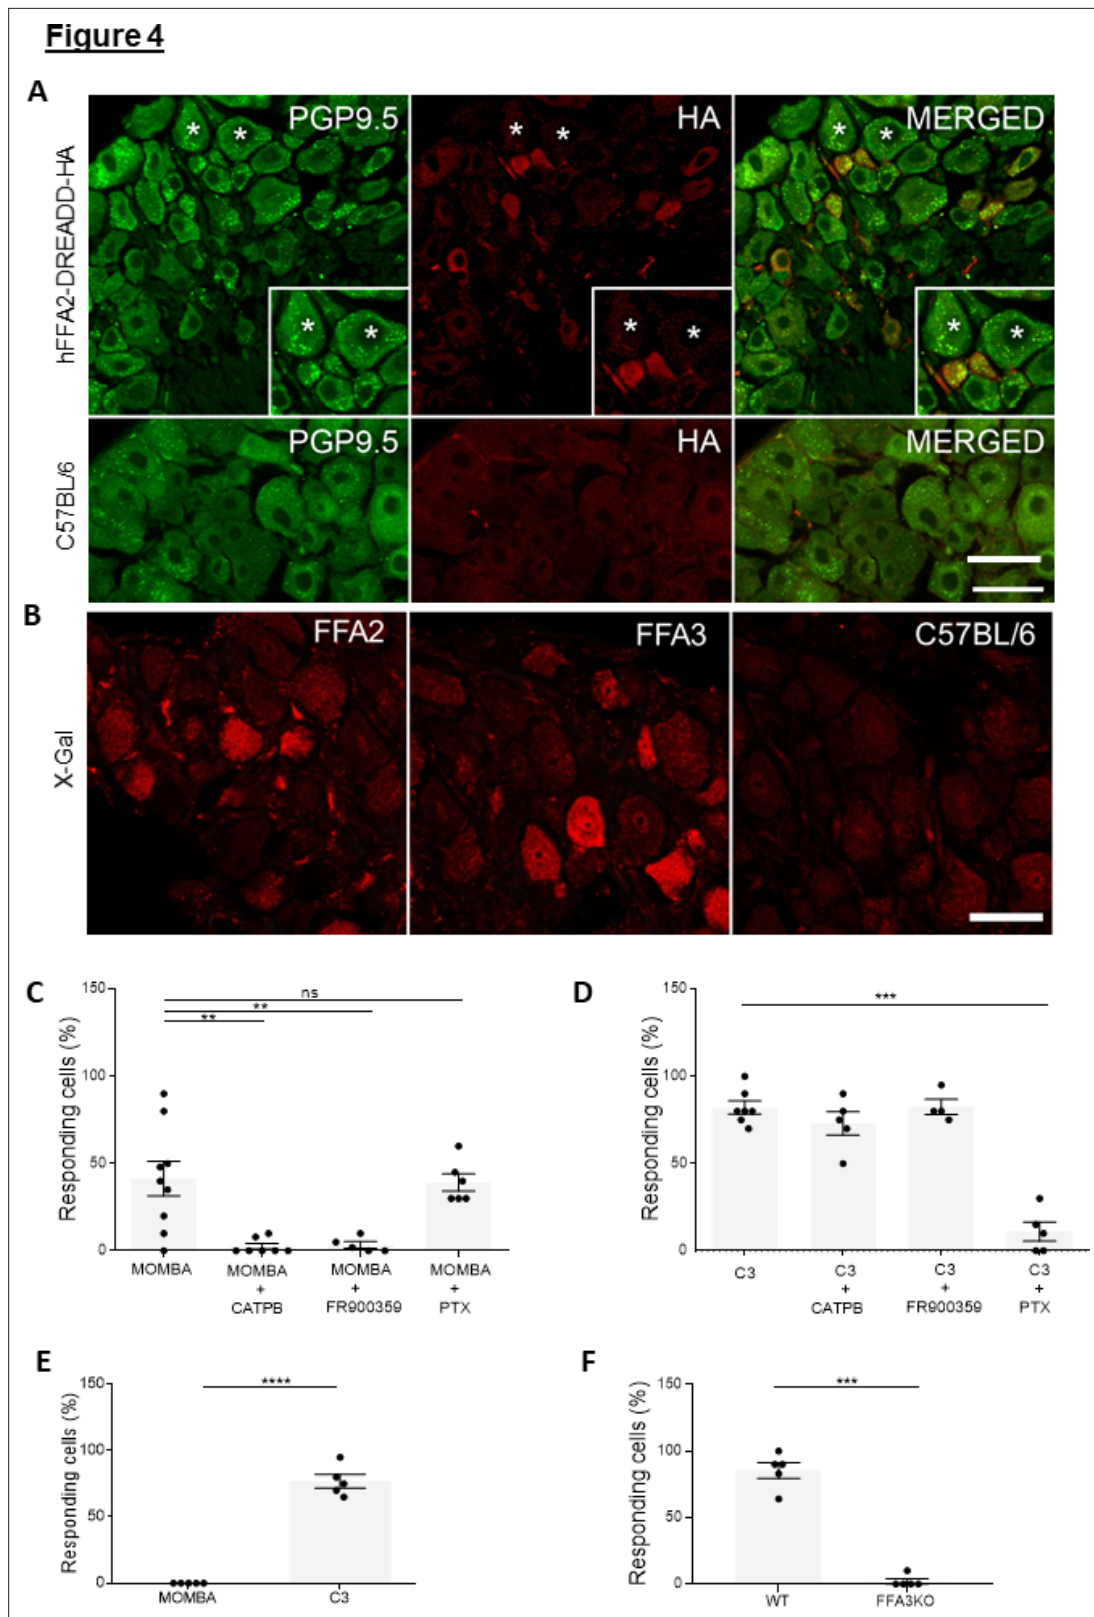 Figure 4
A
hFFA2-DREADD-HA
PGP9.5
HA
MERGED
* *
* *
* *
* *
* *
* *
C57BL/6
PGP9.5
HA
MERGED
B
X-Gal
FFA2
FFA3
C57BL/6
C
Responding cells (%)
150
100
50
0
ns
**
**
MOMBA
MOMBA + CATPB
MOMBA + FR900359
MOMBA + PTX
D
Responding cells (%)
150
100
50
0
***
C3
C3 + CATPB
C3 + FR900359
C3 + PTX
E
Responding cells (%)
150
100
50
0
****
MOMBA
C3
F
Responding cells (%)
150
100
50
0
***
WT
FFA3KO